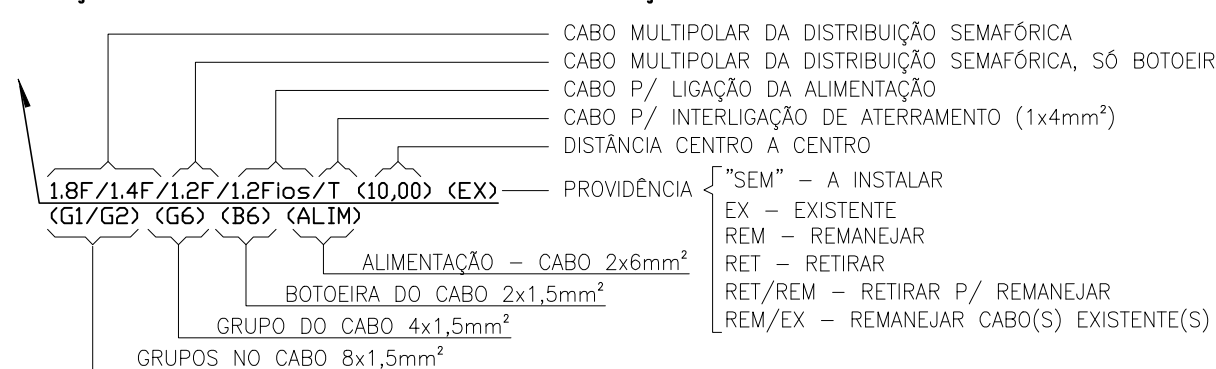 CABO MULTIPOLAR DA DISTRIBUIÇÃO SEMAFÓRICA
CABO MULTIPOLAR DA DISTRIBUIÇÃO SEMAFÓRICA, SÓ BOTOEIR
CABO P/ LIGAÇÃO DA ALIMENTAÇÃO
CABO P/ INTERLIGAÇÃO DE ATERRAMENTO (1x4mm²)
DISTÂNCIA CENTRO A CENTRO
1.8F/1.4F/1.2F/1.2Fios/T (10,00) (EX)
PROVIDÊNCIA
"SEM" – A INSTALAR
EX – EXISTENTE
REM – REMANEJAR
RET – RETIRAR
RET/REM – RETIRAR P/ REMANEJAR
REM/EX – REMANEJAR CABO(S) EXISTENTE(S)
(G1/G2) (G6) (B6) (ALIM)
ALIMENTAÇÃO – CABO 2x6mm²
BOTOEIRA DO CABO 2x1,5mm²
GRUPO DO CABO 4x1,5mm²
GRUPOS NO CABO 8x1,5mm²